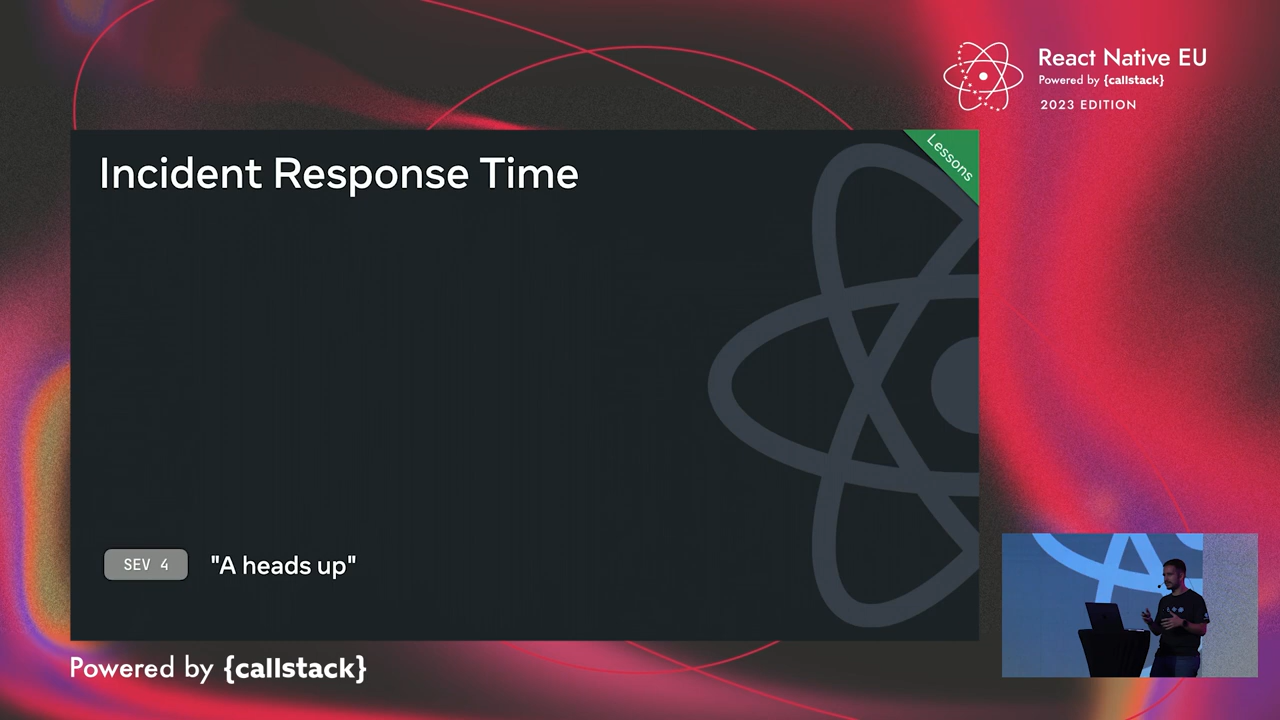 React Native EU
Powered by {callstack}
2023 EDITION
Lessons
Incident Response Time
SEV 4
"A heads up"
Powered by {callstack}